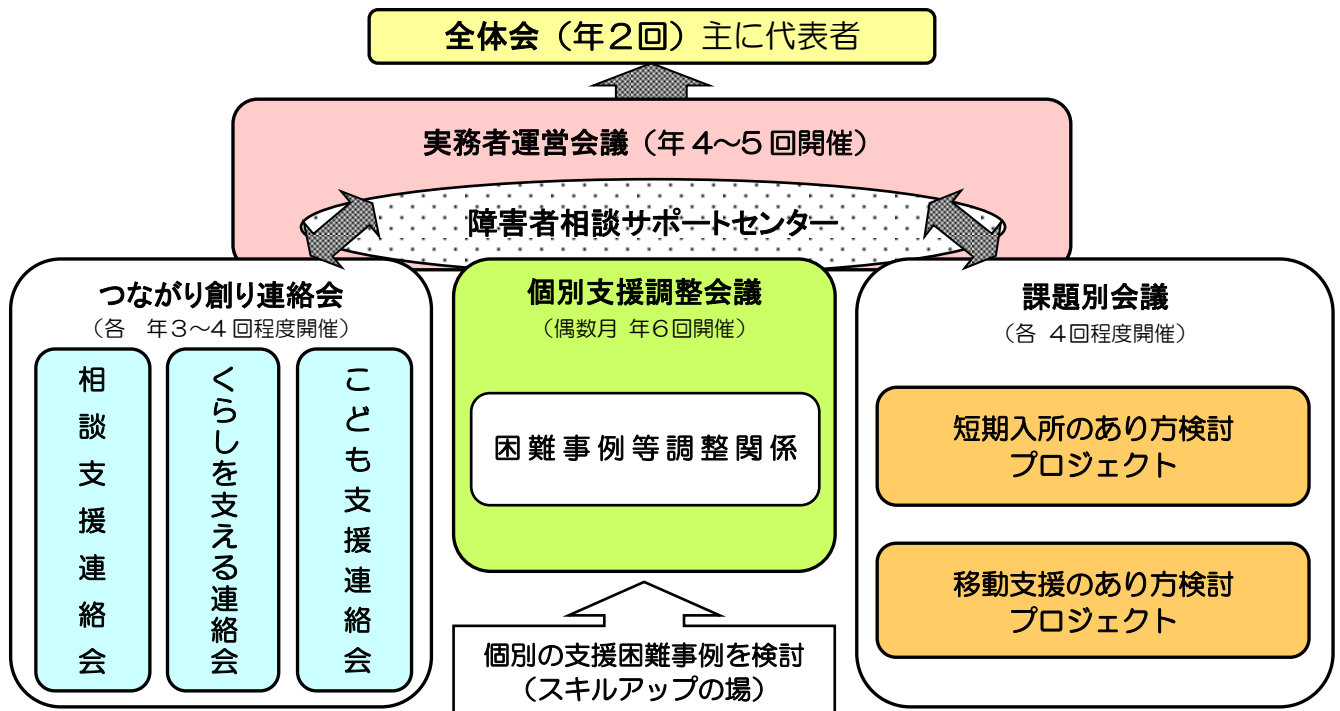 全体会（年２回）主に代表者
実務者運営会議（年 4～5 回開催）
障害者相談サポートセンター
つながり創り連絡会
（各　年３～４回程度開催）
相談支援連絡会
くらしを支える連絡会
こども支援連絡会
個別支援調整会議
（偶数月 年６回開催）
困難事例等調整関係
個別の支援困難事例を検討
（スキルアップの場）
課題別会議
（各 ４回程度開催）
短期入所のあり方検討
プロジェクト
移動支援のあり方検討
プロジェクト